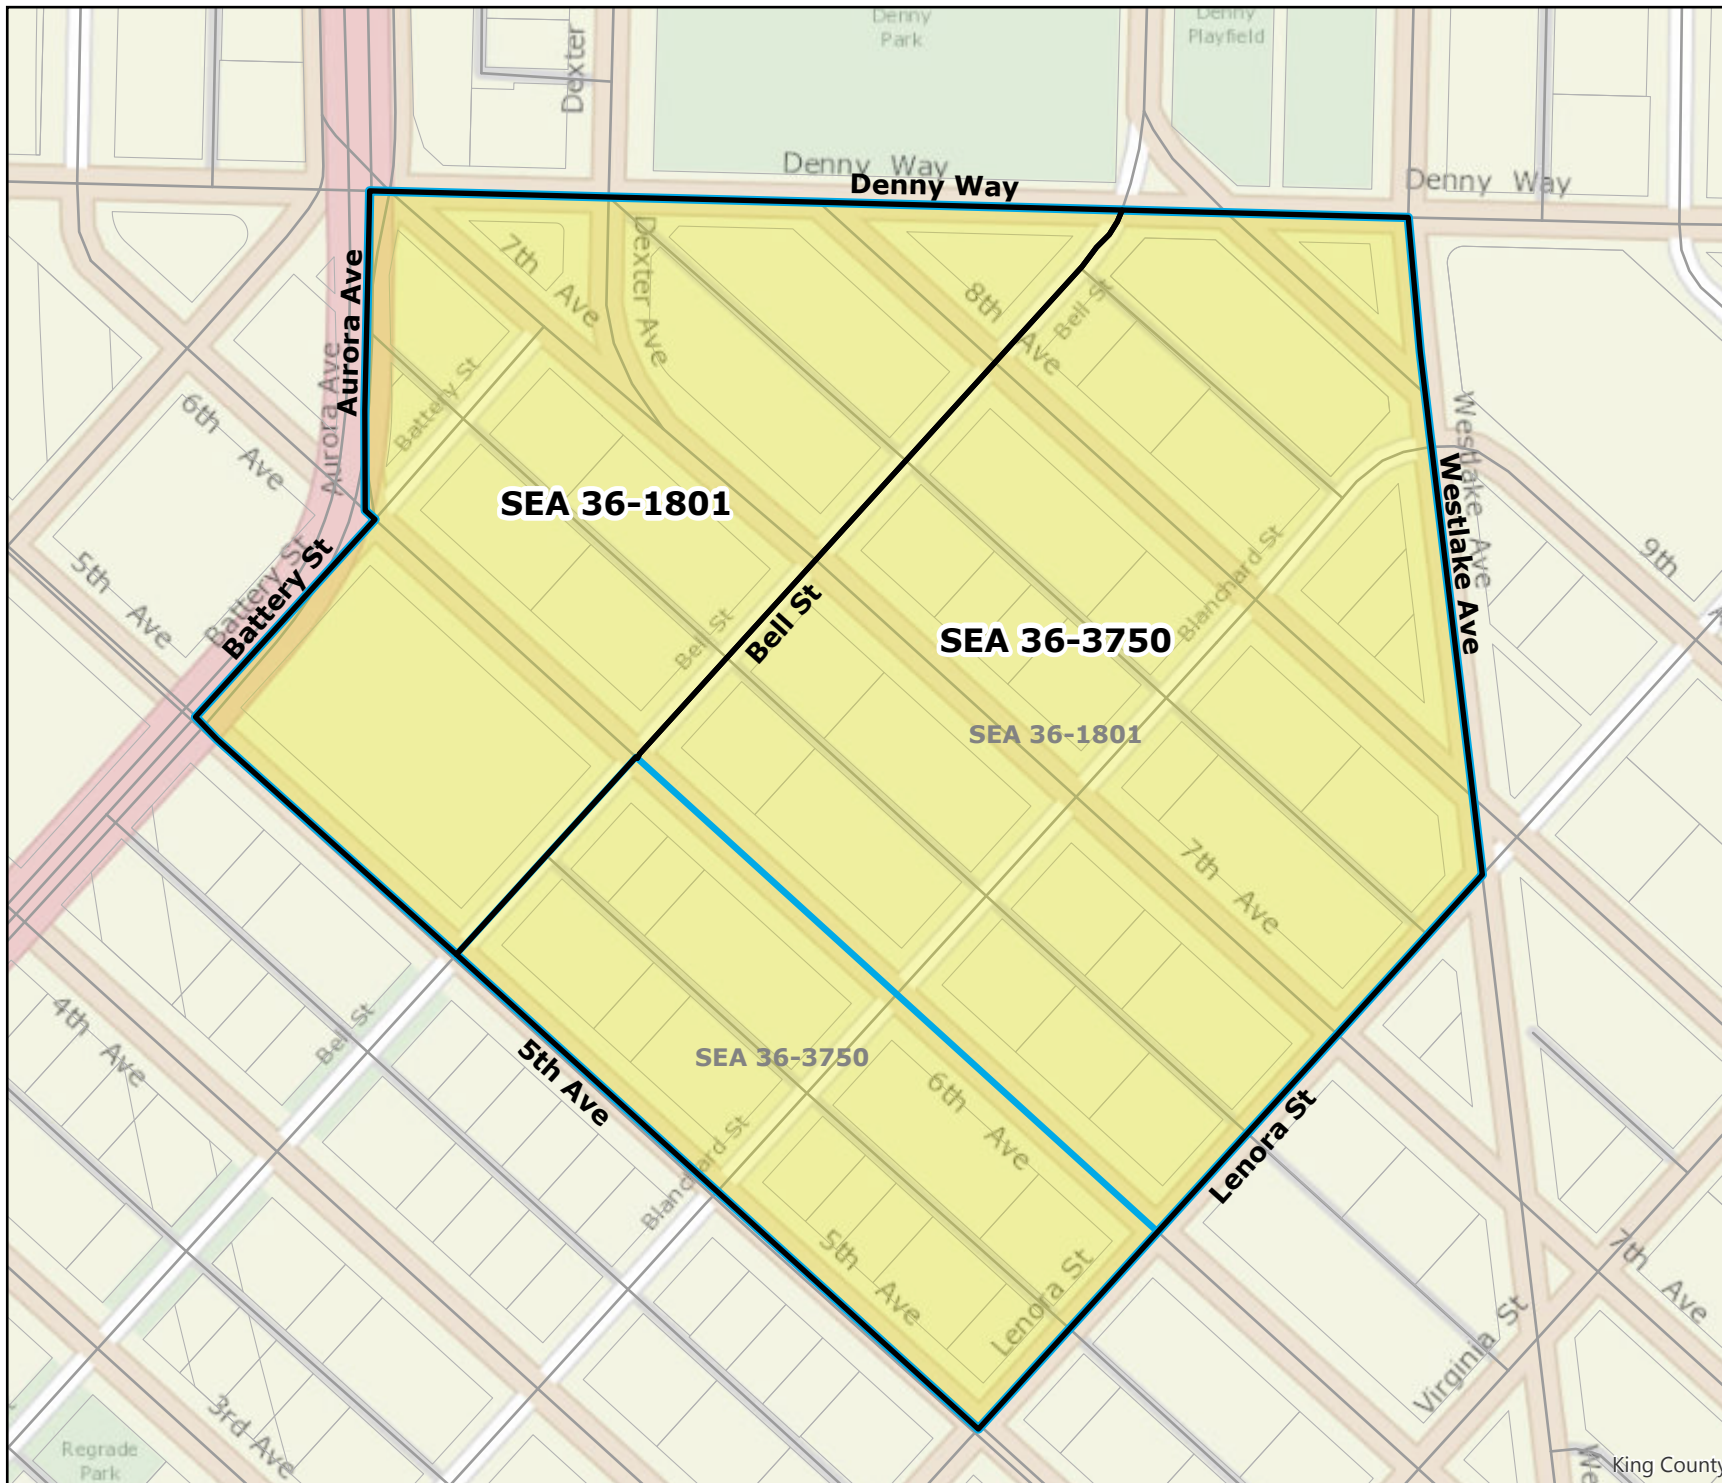 Denny
Park
Denny
Playfield
Dexter
Denny Way
Denny Way
Denny Way
7th Ave
Dexter Ave
8th Ave
Bell St
Aurora Ave
Aurora Ave
Battery St
6th Ave
Westlake Ave
Westlake Ave
SEA 36-1801
Battery St
Battery St
5th Ave
9th
Blanchard St
Bell St
Bell St
SEA 36-3750
SEA 36-1801
7th Ave
4th Ave
Bell St
5th Ave
SEA 36-3750
6th Ave
Blanchard St
Lenora St
5th Ave
Lenora St
7th Ave
Virginia St
3rd Ave
Regrade
Park
We
King County